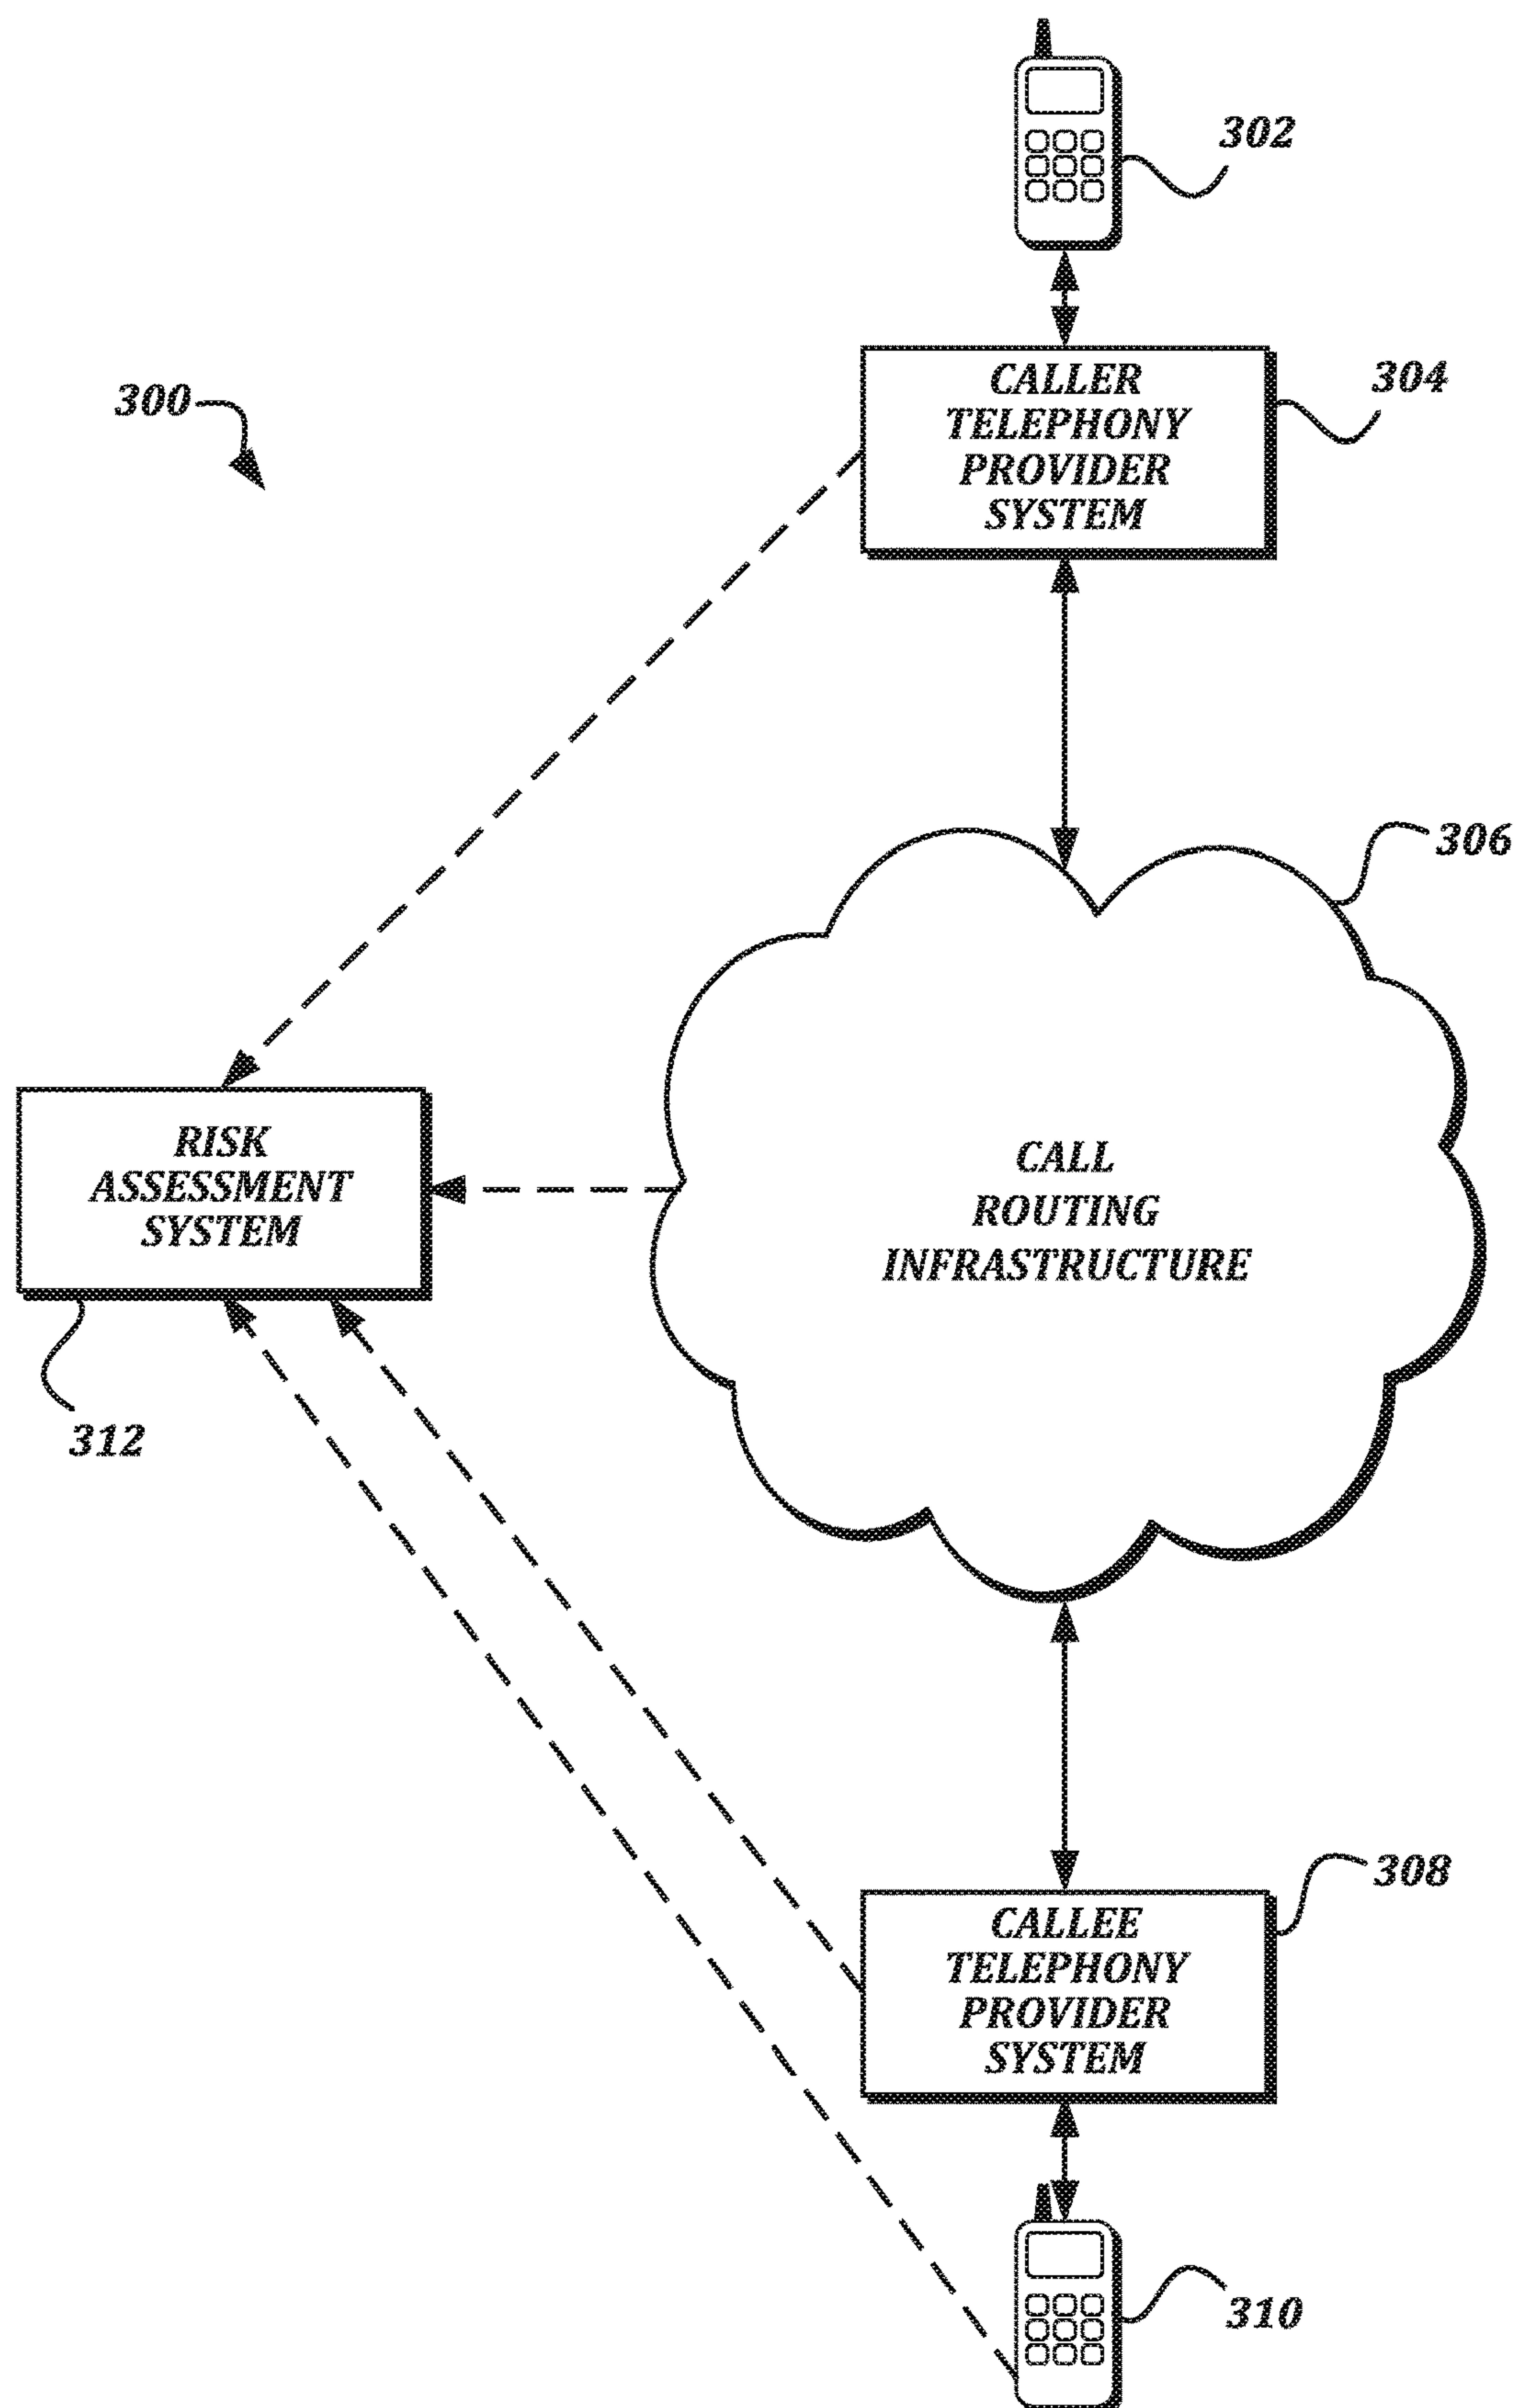 302
300
CALLER
TELEPHONY
PROVIDER
SYSTEM
304
306
RISK
ASSESSMENT
SYSTEM
CALL
ROUTING
INFRASTRUCTURE
312
308
CALLEE
TELEPHONY
PROVIDER
SYSTEM
310